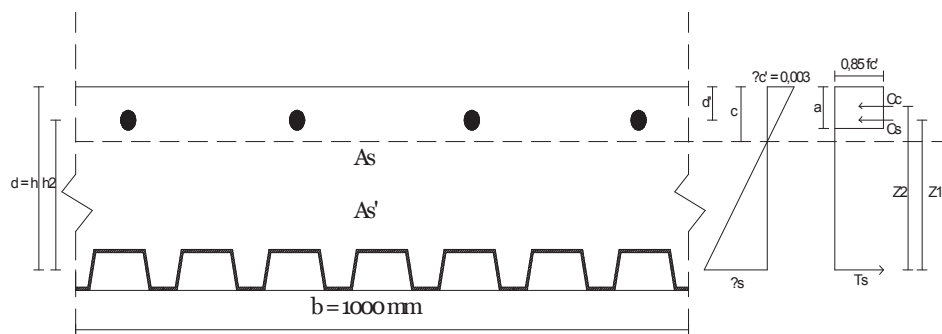 ?c' = 0,003
0,85 fc'
d'
c
a
Cc
Cs
As
d = h
h2
As'
Z2
Z1
?s
Ts
b = 1000 mm